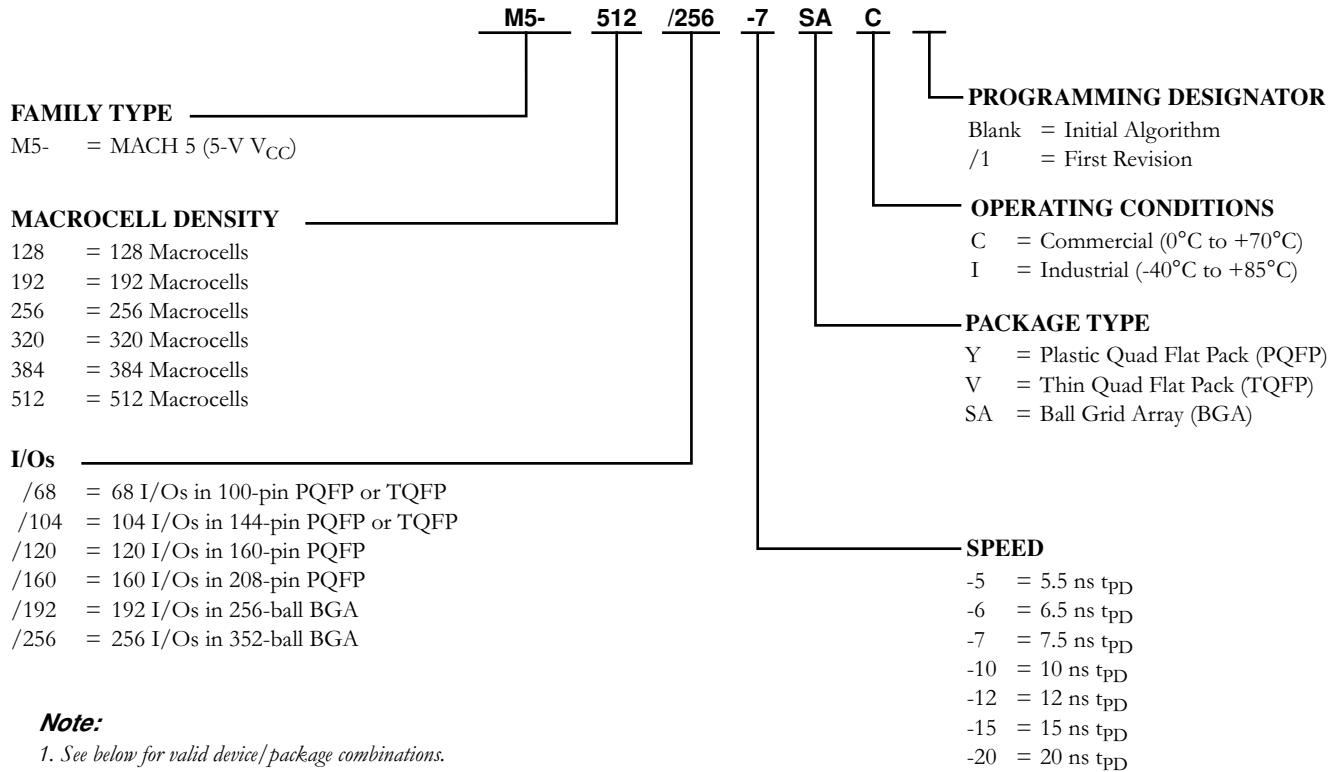 M5- 512 /256 -7 SA C
FAMILY TYPE
M5- = MACH 5 (5-V VCC)
MACROCELL DENSITY
128 = 128 Macrocells
192 = 192 Macrocells
256 = 256 Macrocells
320 = 320 Macrocells
384 = 384 Macrocells
512 = 512 Macrocells
I/Os
/68 = 68 I/Os in 100-pin PQFP or TQFP
/104 = 104 I/Os in 144-pin PQFP or TQFP
/120 = 120 I/Os in 160-pin PQFP
/160 = 160 I/Os in 208-pin PQFP
/192 = 192 I/Os in 256-ball BGA
/256 = 256 I/Os in 352-ball BGA
PROGRAMMING DESIGNATOR
Blank = Initial Algorithm
/1 = First Revision
OPERATING CONDITIONS
C = Commercial (0°C to +70°C)
I = Industrial (-40°C to +85°C)
PACKAGE TYPE
Y = Plastic Quad Flat Pack (PQFP)
V = Thin Quad Flat Pack (TQFP)
SA = Ball Grid Array (BGA)
SPEED
-5 = 5.5 ns tPD
-6 = 6.5 ns tPD
-7 = 7.5 ns tPD
-10 = 10 ns tPD
-12 = 12 ns tPD
-15 = 15 ns tPD
-20 = 20 ns tPD
Note:
1. See below for valid device/package combinations.